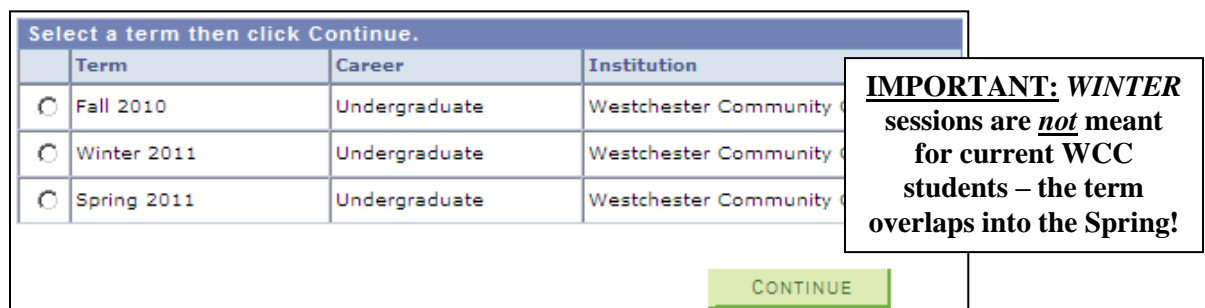 Select a term then click Continue.
Term Career Institution
Fall 2010 Undergraduate Westchester Community
Winter 2011 Undergraduate Westchester Community
Spring 2011 Undergraduate Westchester Community
IMPORTANT: WINTER
sessions are not meant
for current WCC
students – the term
overlaps into the Spring!
CONTINUE